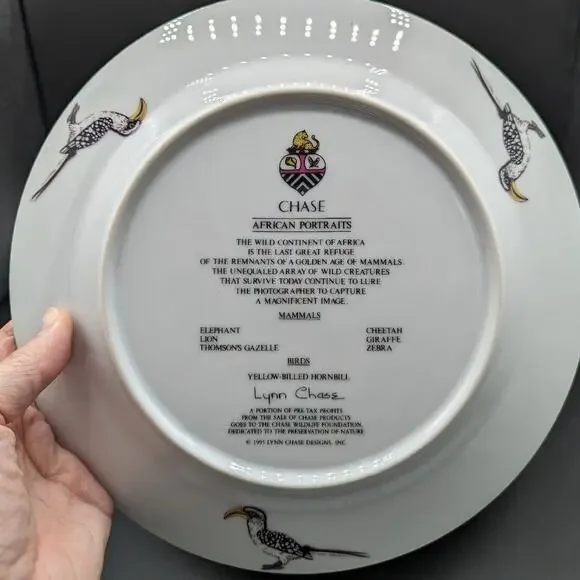 CHASE
AFRICAN PORTRAITS
THE WILD CONTINENT OF AFRICA
IS THE LAST GREAT REFUGE
OF THE REMNANTS OF A GOLDEN AGE OF MAMMALS.
THE UNEQUALED ARRAY OF WILD CREATURES
THAT SURVIVE TODAY CONTINUE TO LURE
THE PHOTOGRAPHER TO CAPTURE
A MAGNIFICENT IMAGE.
MAMMALS
ELEPHANT CHEETAH
LION GIRAFFE
THOMSON'S GAZELLE ZEBRA
BIRDS
YELLOW-BILLED HORNBILL
Lynn Chase
A PORTION OF PRE-TAX PROFITS
FROM THE SALE OF CHASE PRODUCTS
GOES TO THE CHASE WILDLIFE FOUNDATION,
DEDICATED TO THE PRESERVATION OF NATURE.
© 1995 LYNN CHASE DESIGNS, INC.